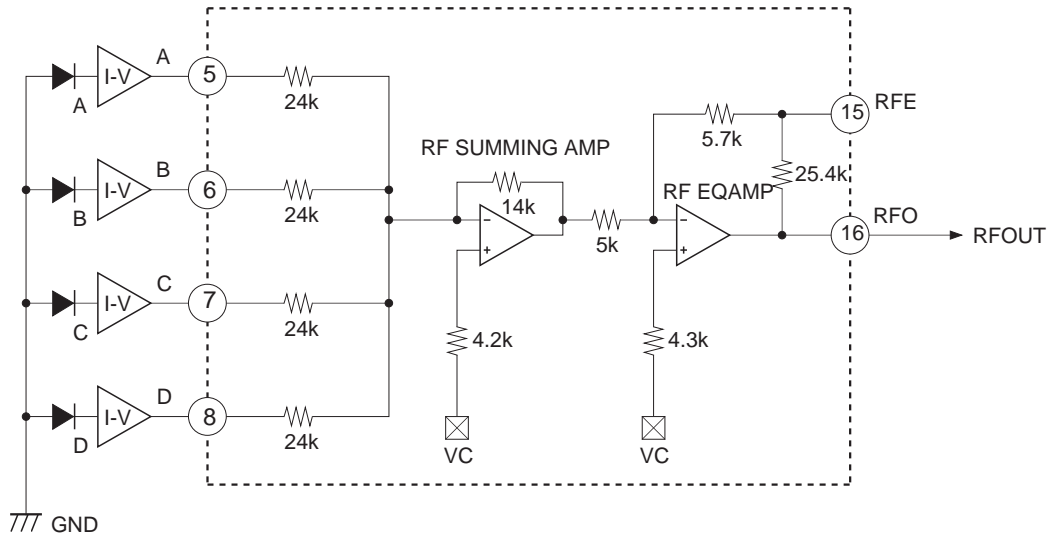 A
I-V
5
24k
A
B
I-V
6
24k
B
C
I-V
7
24k
C
D
I-V
8
24k
D
GND
RF SUMMING AMP
14k
−
+
4.2k
VC
5k
RF EQAMP
−
+
4.3k
VC
5.7k
25.4k
15
RFE
16
RFO
RFOUT